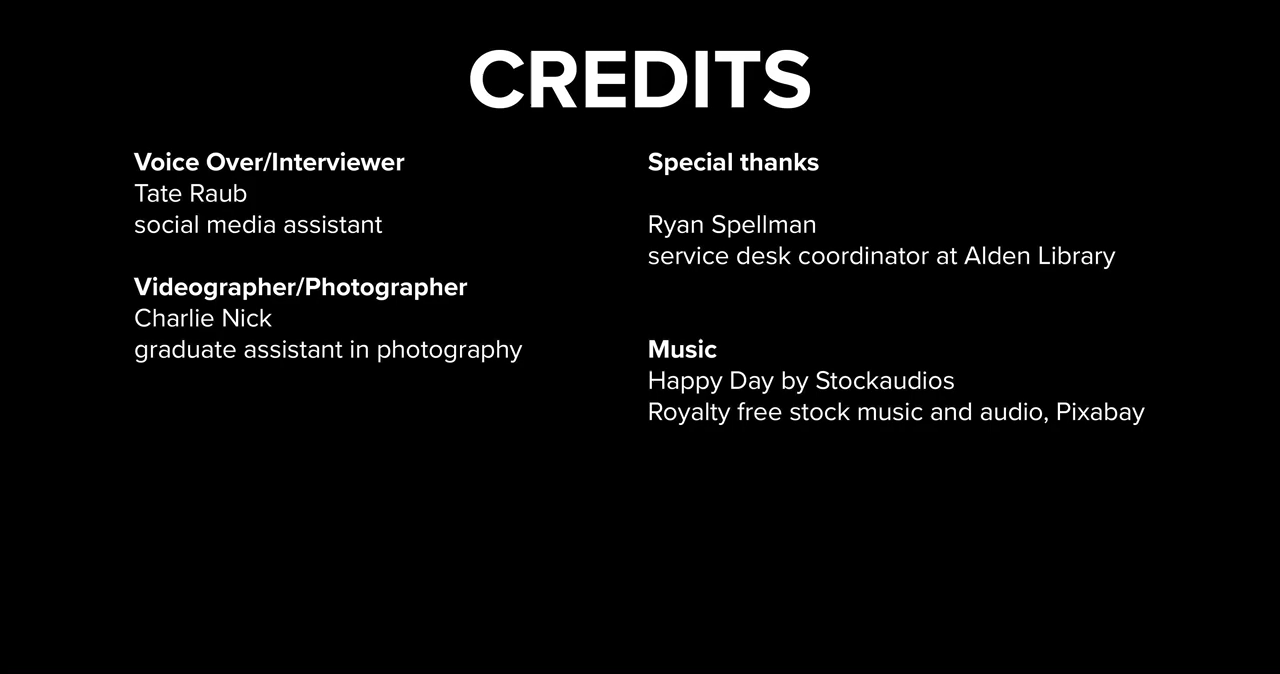 CREDITS
Voice Over/Interviewer
Tate Raub
social media assistant
Videographer/Photographer
Charlie Nick
graduate assistant in photography
Special thanks
Ryan Spellman
service desk coordinator at Alden Library
Music
Happy Day by Stockaudios
Royalty free stock music and audio, Pixabay